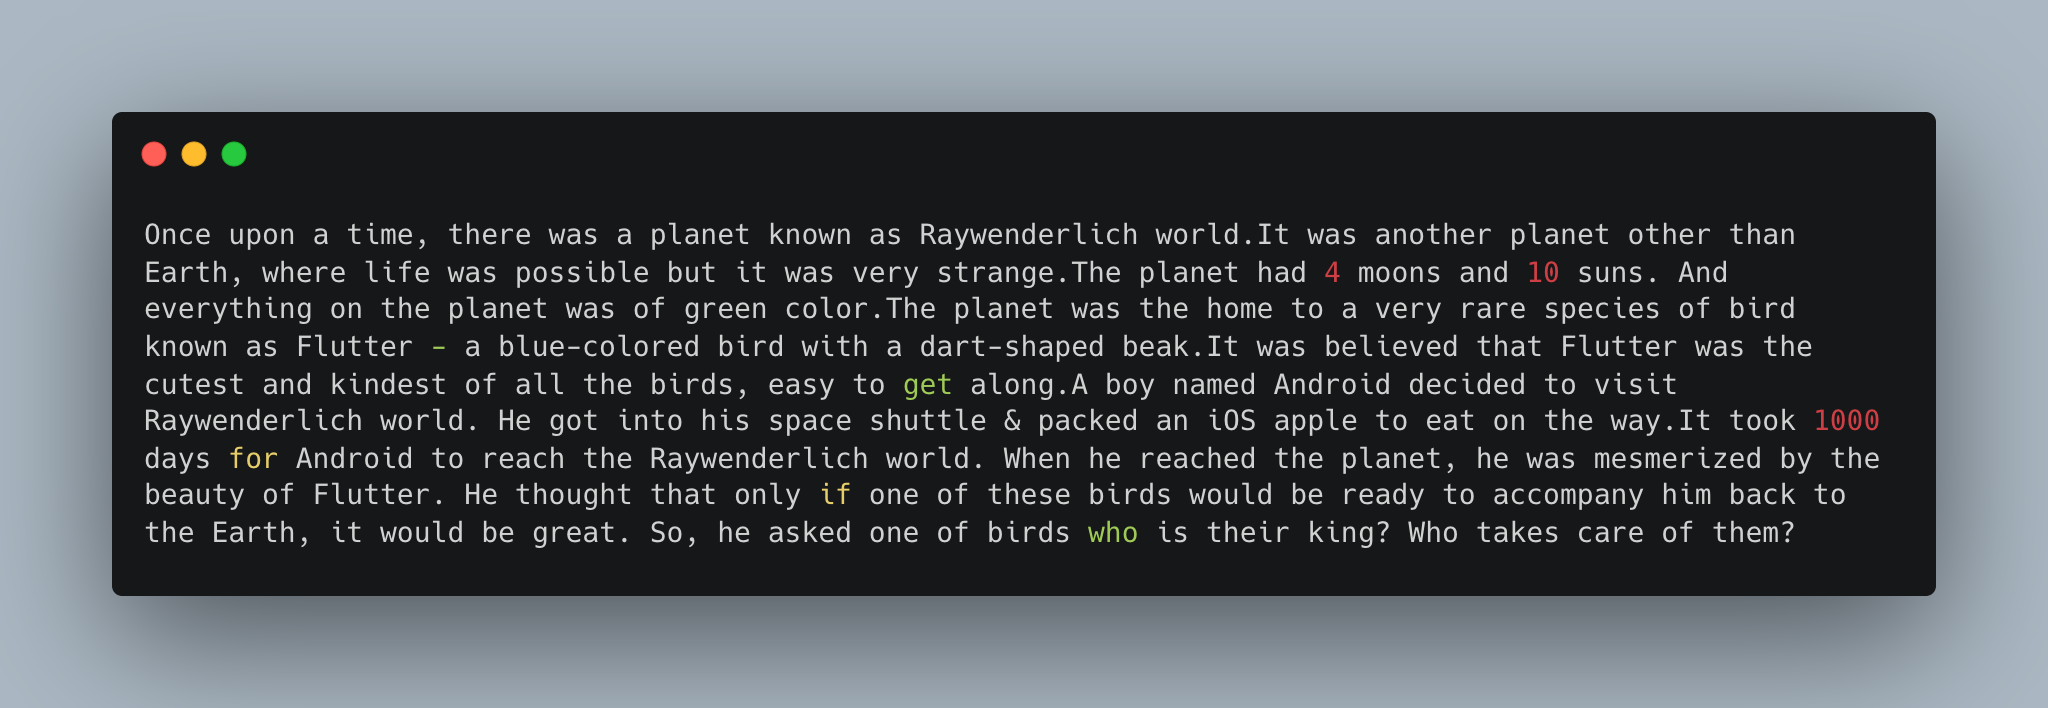 Once upon a time, there was a planet known as Raywenderlich world.It was another planet other than
Earth, where life was possible but it was very strange.The planet had 4 moons and 10 suns. And
everything on the planet was of green color.The planet was the home to a very rare species of bird
known as Flutter - a blue-colored bird with a dart-shaped beak.It was believed that Flutter was the
cutest and kindest of all the birds, easy to get along.A boy named Android decided to visit
Raywenderlich world. He got into his space shuttle & packed an iOS apple to eat on the way.It took 1000
days for Android to reach the Raywenderlich world. When he reached the planet, he was mesmerized by the
beauty of Flutter. He thought that only if one of these birds would be ready to accompany him back to
the Earth, it would be great. So, he asked one of birds who is their king? Who takes care of them?